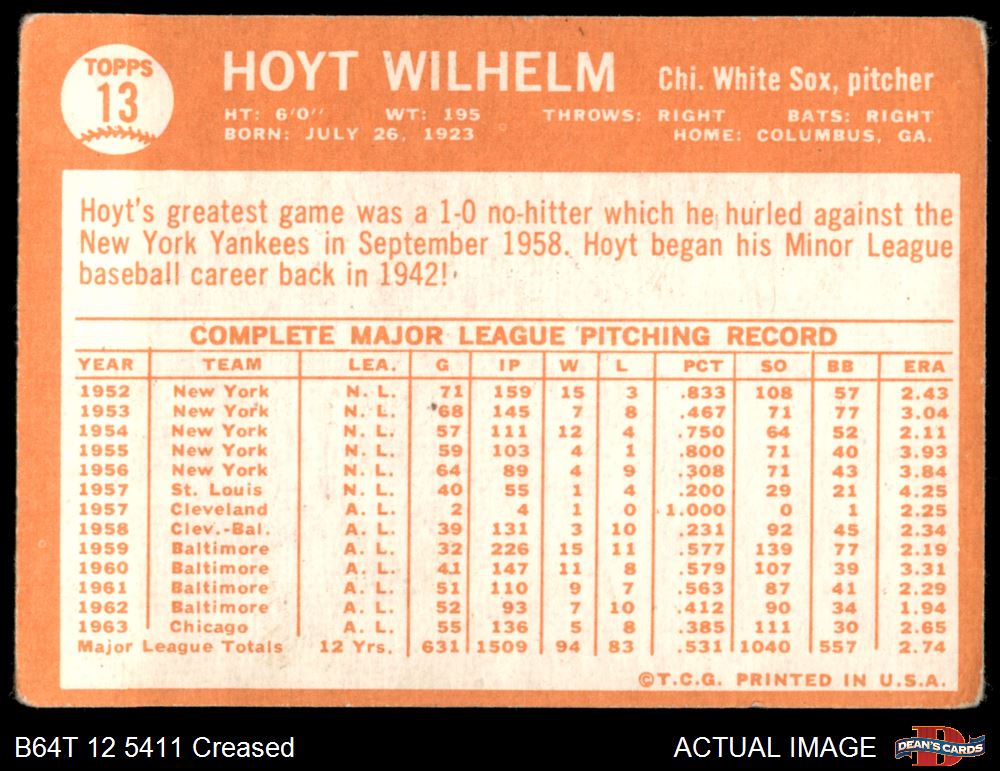 TOPPS
13
HOYT WILHELM Chi. White Sox, pitcher
HT: 6'0" WT: 195 THROWS: RIGHT BATS: RIGHT
BORN: JULY 26, 1923 HOME: COLUMBUS, GA.
Hoyt's greatest game was a 1-0 no-hitter which he hurled against the
New York Yankees in September 1958. Hoyt began his Minor League
baseball career back in 1942!
COMPLETE MAJOR LEAGUE PITCHING RECORD
YEAR TEAM LEA. G IP W L PCT SO BB ERA
1952 New York N. L. 71 159 15 3 .833 108 57 2.43
1953 New York N. L. 68 145 7 8 .467 71 77 3.04
1954 New York N. L. 57 111 12 4 .750 64 52 2.11
1955 New York N. L. 59 103 4 1 .800 71 40 3.93
1956 New York N. L. 64 89 4 9 .308 71 43 3.84
1957 St. Louis N. L. 40 55 1 4 .200 29 21 4.25
1957 Cleveland A. L. 2 4 1 0 1.000 0 1 2.25
1958 Clev.-Bal. A. L. 39 131 3 10 .231 92 45 2.34
1959 Baltimore A. L. 32 226 15 11 .577 139 77 2.19
1960 Baltimore A. L. 41 147 11 8 .579 107 39 3.31
1961 Baltimore A. L. 51 110 9 7 .563 87 41 2.29
1962 Baltimore A. L. 52 93 7 10 .412 90 34 1.94
1963 Chicago A. L. 55 136 5 8 .385 111 30 2.65
Major League Totals 12 Yrs. 631 1509 94 83 .531 1040 557 2.74
©T.C.G. PRINTED IN U.S.A.
B64T 12 5411 Creased ACTUAL IMAGE DEAN'S CARDS